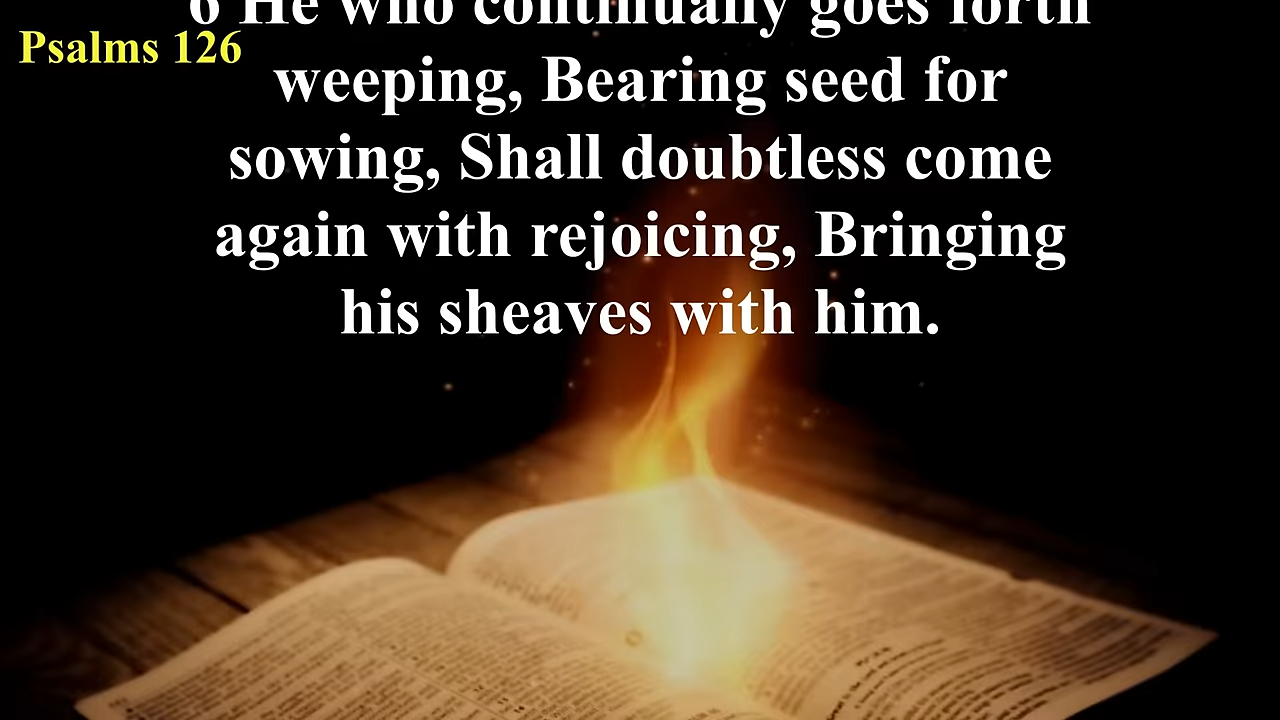 6 He who continually goes forth
Psalms 126
weeping, Bearing seed for
sowing, Shall doubtless come
again with rejoicing, Bringing
his sheaves with him.